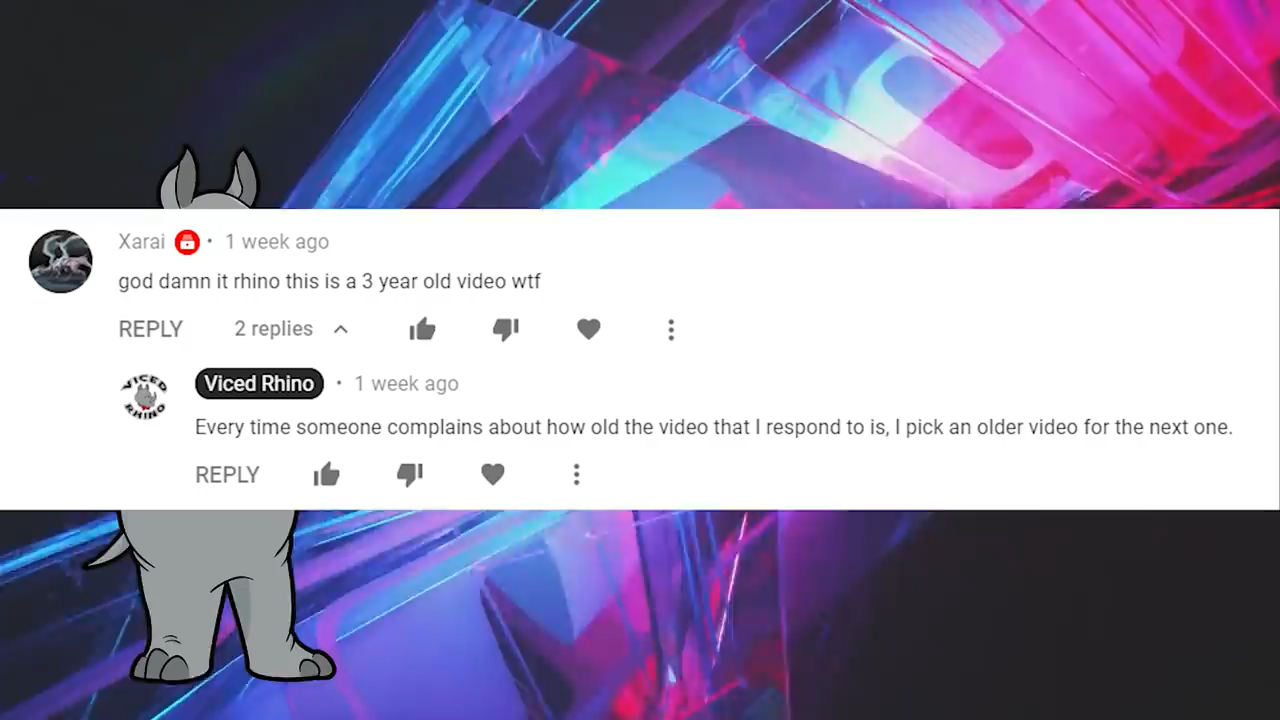 Xarai • 1 week ago
god damn it rhino this is a 3 year old video wtf
REPLY 2 replies
VICED
RHINO
Viced Rhino • 1 week ago
Every time someone complains about how old the video that I respond to is, I pick an older video for the next one.
REPLY